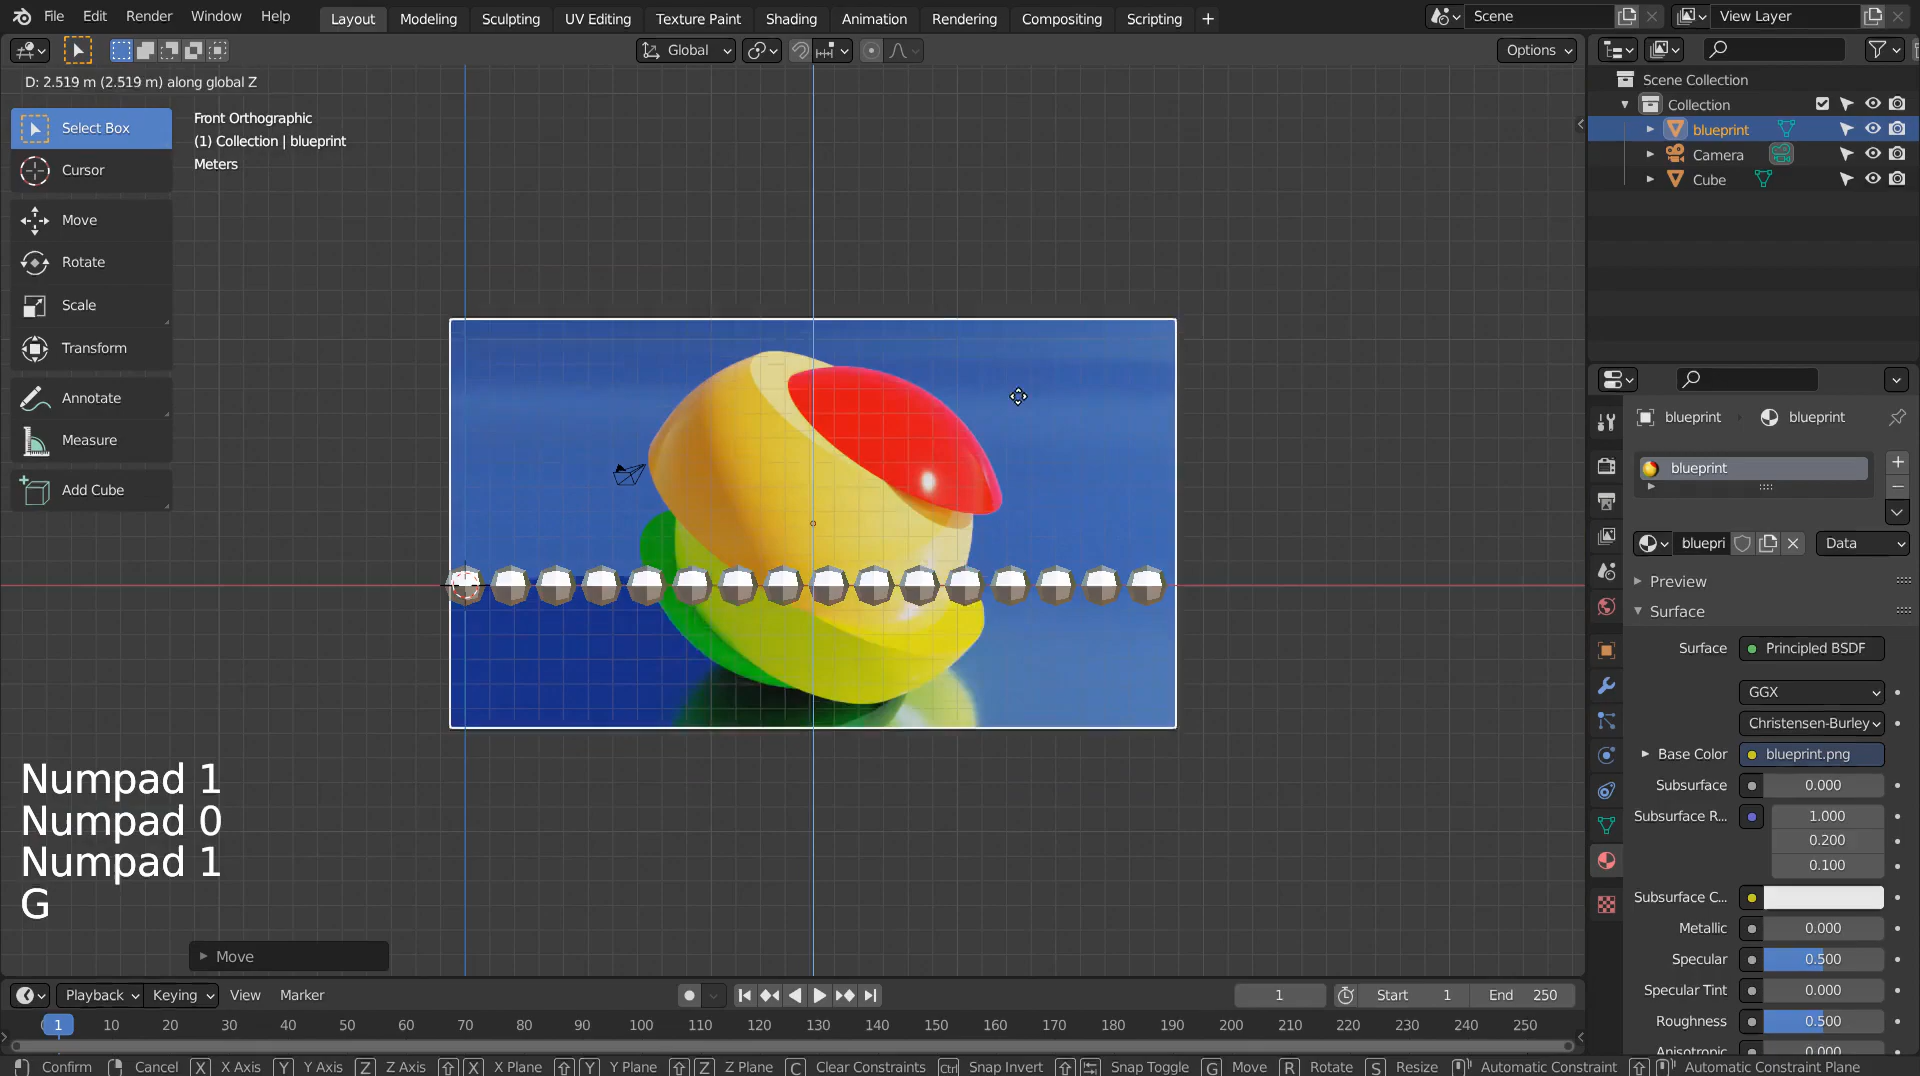 File Edit Render Window Help Layout Modeling Sculpting UV Editing Texture Paint Shading Animation Rendering Compositing Scripting + Scene View Layer
Global Options
D: 2.519 m (2.519 m) along global Z
Scene Collection
Collection
blueprint
Camera
Cube
Front Orthographic
(1) Collection | blueprint
Meters
Select Box
Cursor
Move
Rotate
Scale
Transform
Annotate
Measure
Add Cube
Numpad 1
Numpad 0
Numpad 1
G
Move
blueprint blueprint
blueprint
bluepri Data
Preview
Surface
Surface Principled BSDF
GGX
Christensen-Burley
Base Color blueprint.png
Subsurface 0.000
Subsurface R... 1.000
0.200
0.100
Subsurface C...
Metallic 0.000
Specular 0.500
Specular Tint 0.000
Roughness 0.500
Anisotropic 0.000
Playback Keying View Marker 1 Start 1 End 250
1 10 20 30 40 50 60 70 80 90 100 110 120 130 140 150 160 170 180 190 200 210 220 230 240 250
Confirm Cancel X X Axis Y Y Axis Z Z Axis X X Plane Y Y Plane Z Z Plane C Clear Constraints Ctrl Snap Invert Snap Toggle G Move R Rotate S Resize Automatic Constraint Automatic Constraint Plane